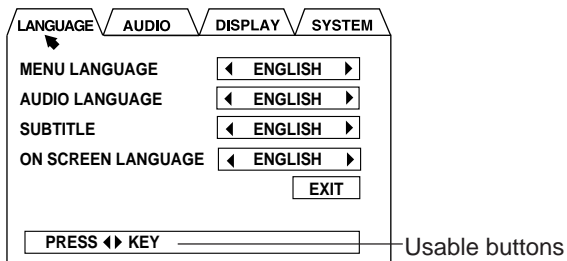 LANGUAGE AUDIO DISPLAY SYSTEM
MENU LANGUAGE ◀ ENGLISH ▶
AUDIO LANGUAGE ◀ ENGLISH ▶
SUBTITLE ◀ ENGLISH ▶
ON SCREEN LANGUAGE ◀ ENGLISH ▶
EXIT
PRESS ◀▶ KEY
Usable buttons